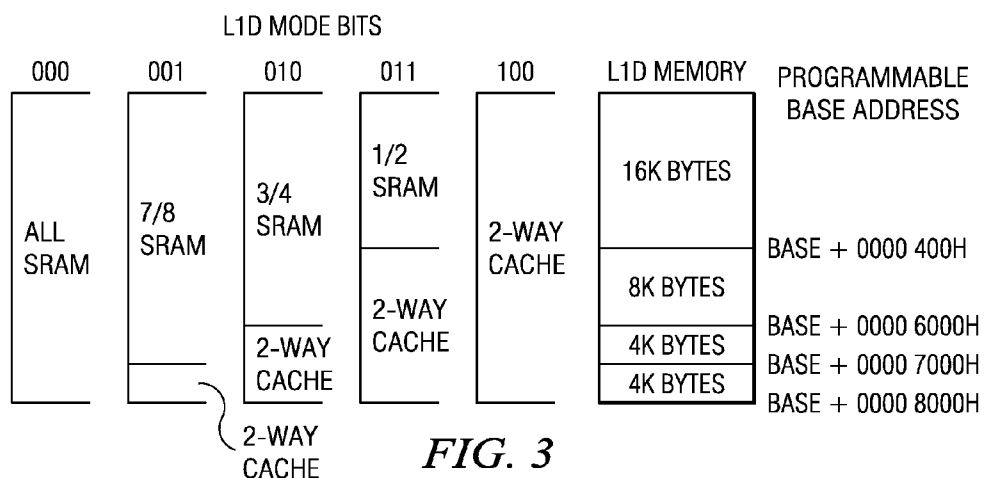 L1D MODE BITS
000 001 010 011 100 L1D MEMORY PROGRAMMABLE
BASE ADDRESS
ALL
SRAM
7/8
SRAM
2-WAY
CACHE
3/4
SRAM
2-WAY
CACHE
1/2
SRAM
2-WAY
CACHE
2-WAY
CACHE
16K BYTES
8K BYTES
4K BYTES
4K BYTES
BASE + 0000 400H
BASE + 0000 6000H
BASE + 0000 7000H
BASE + 0000 8000H
FIG. 3